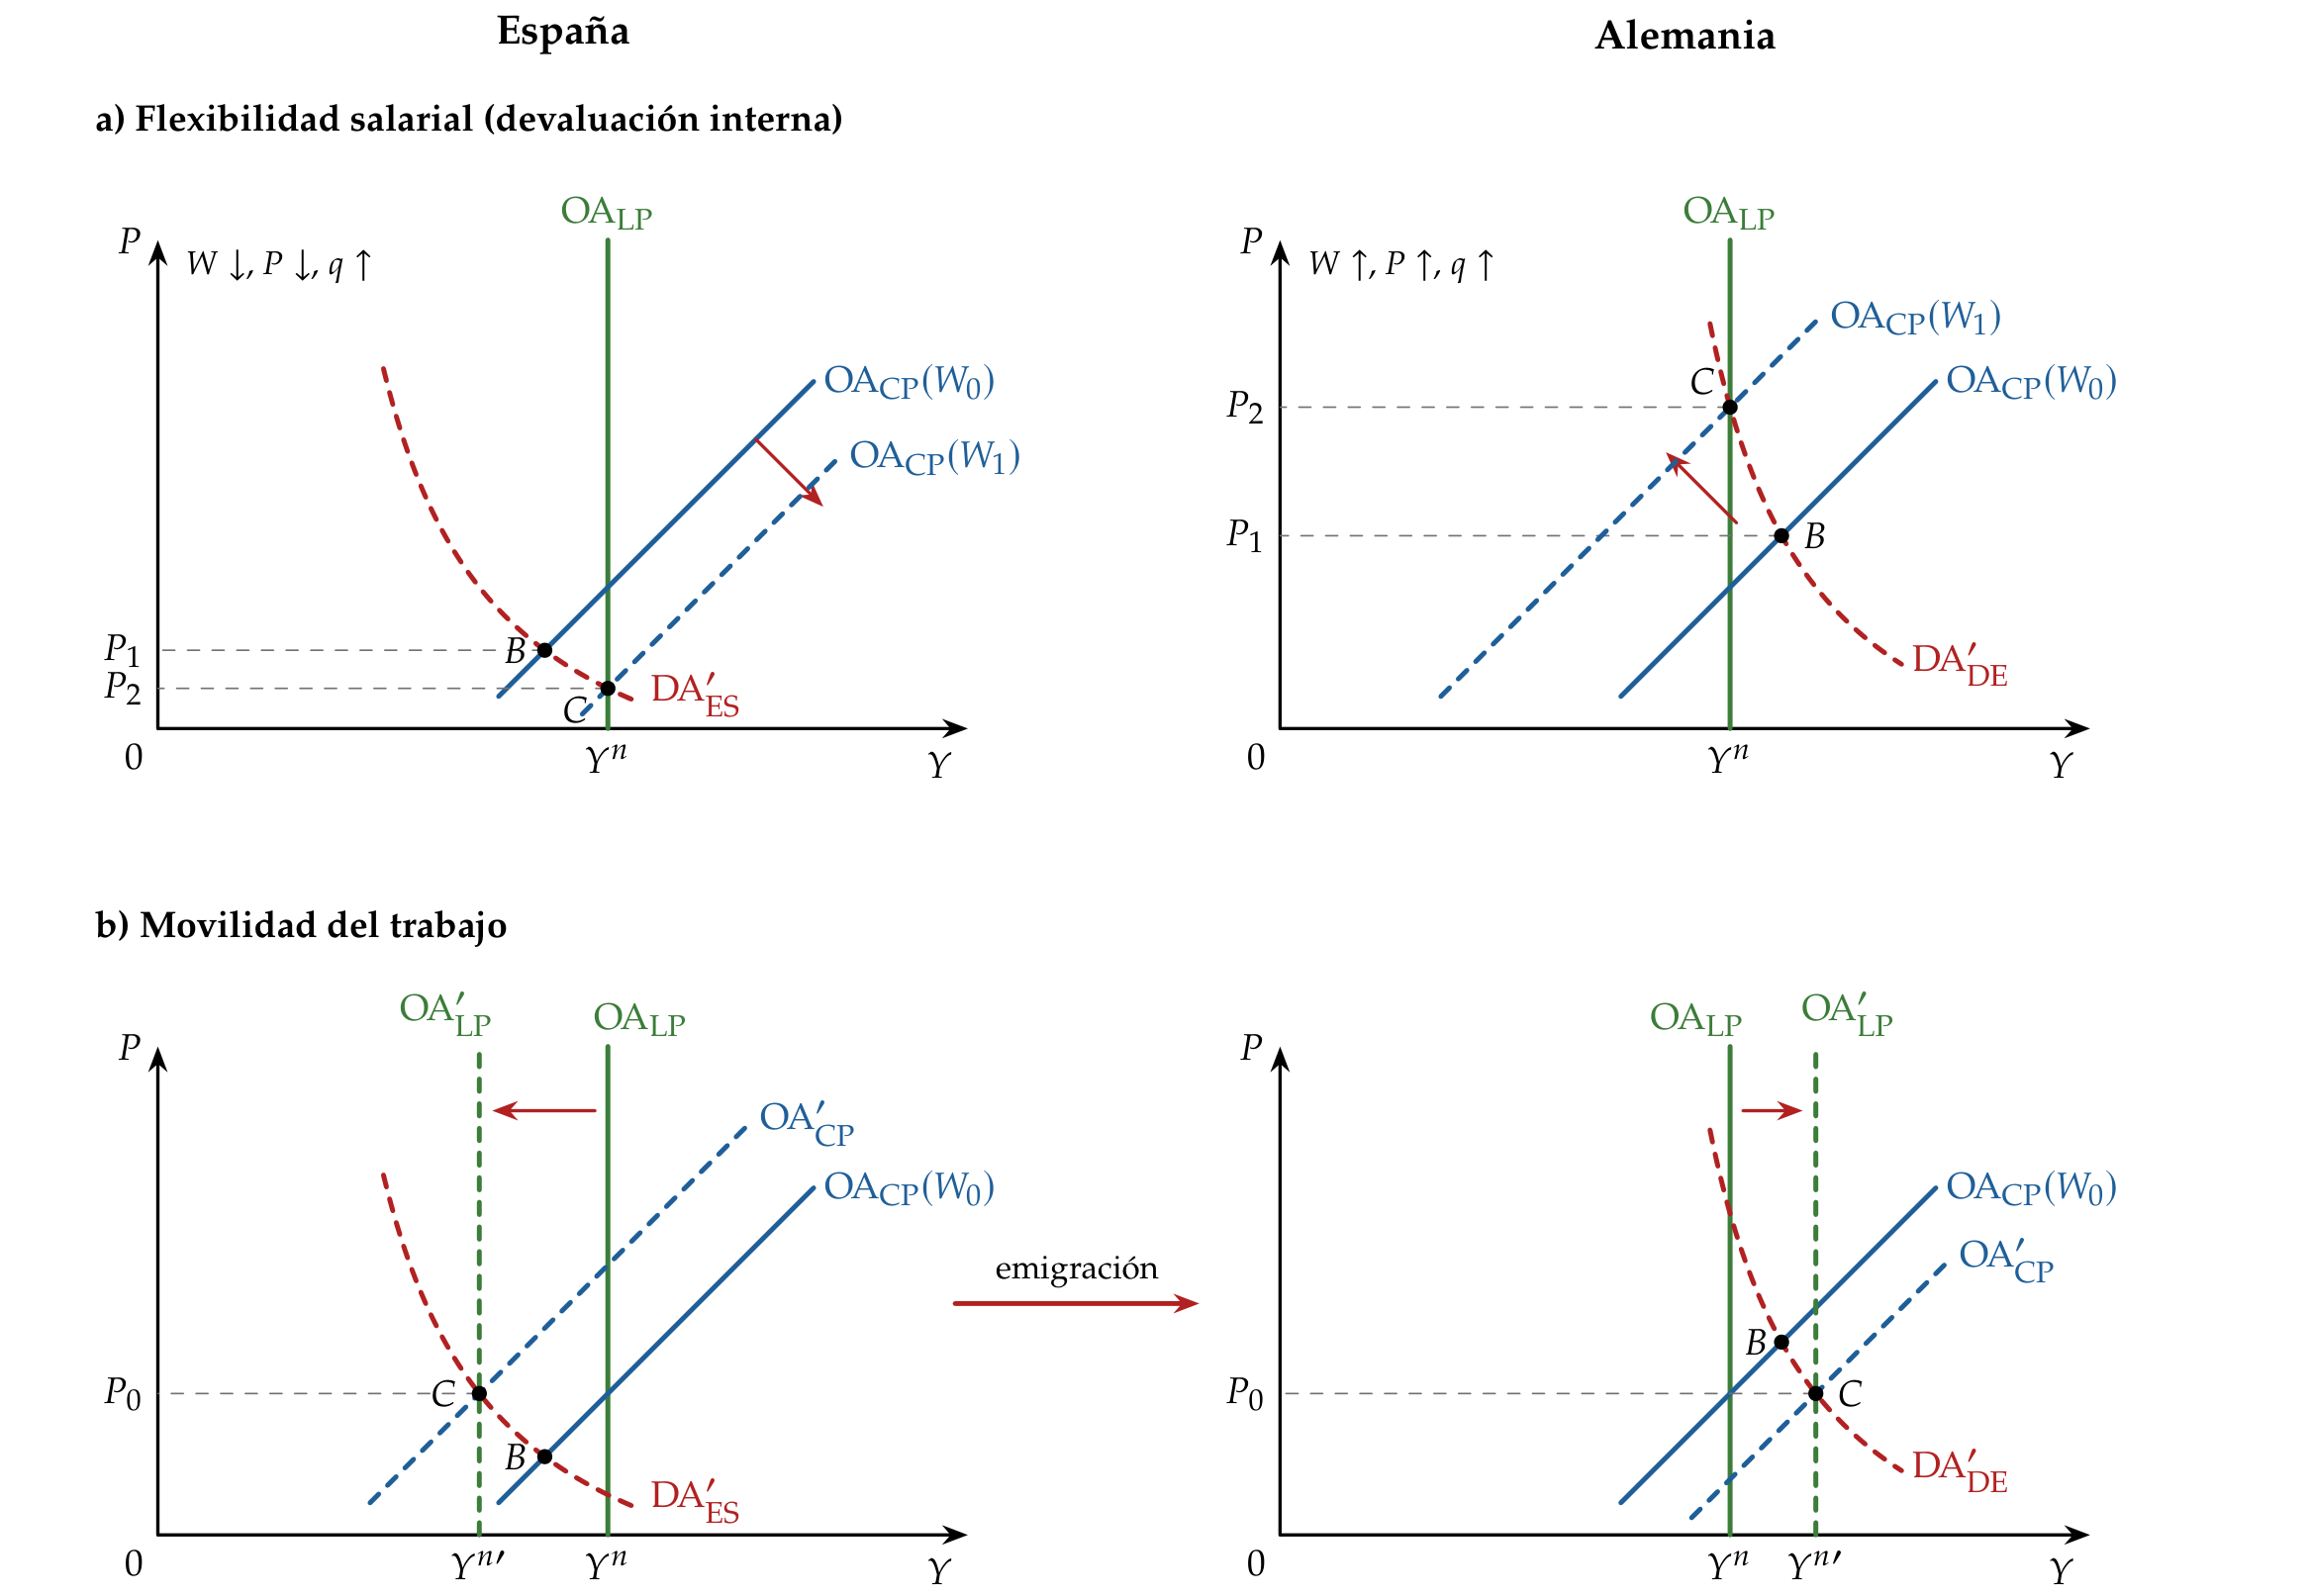 España
Alemania
a) Flexibilidad salarial (devaluación interna)
OA_LP
P
W ↓, P ↓, q ↑
OA_CP(W_0)
OA_CP(W_1)
P_1
B
P_2
C
DA′_ES
0
Y^n
Y
OA_LP
P
W ↑, P ↑, q ↑
OA_CP(W_1)
OA_CP(W_0)
C
P_2
P_1
B
DA′_DE
0
Y^n
Y
b) Movilidad del trabajo
OA′_LP
OA_LP
P
OA′_CP
OA_CP(W_0)
P_0
C
B
DA′_ES
0
Y^n′
Y^n
Y
emigración
OA_LP
OA′_LP
P
OA_CP(W_0)
OA′_CP
B
P_0
C
DA′_DE
0
Y^n
Y^n′
Y